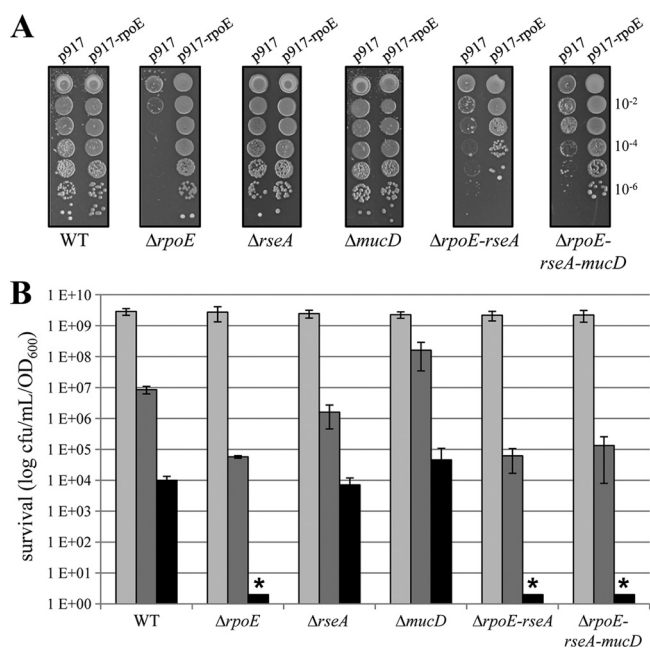 A
p917 p917-rpoE p917 p917-rpoE p917 p917-rpoE p917 p917-rpoE p917 p917-rpoE p917 p917-rpoE
10-2
10-4
10-6
WT ΔrpoE ΔrseA ΔmucD ΔrpoE-rseA ΔrpoE-
rseA-mucD
B
survival (log cfu/mL/OD600)
1 E+10
1 E+09
1 E+08
1 E+07
1 E+06
1 E+05
1 E+04
1 E+03
1 E+02
1 E+01
1 E+00
* * *
WT ΔrpoE ΔrseA ΔmucD ΔrpoE-rseA ΔrpoE-
rseA-mucD